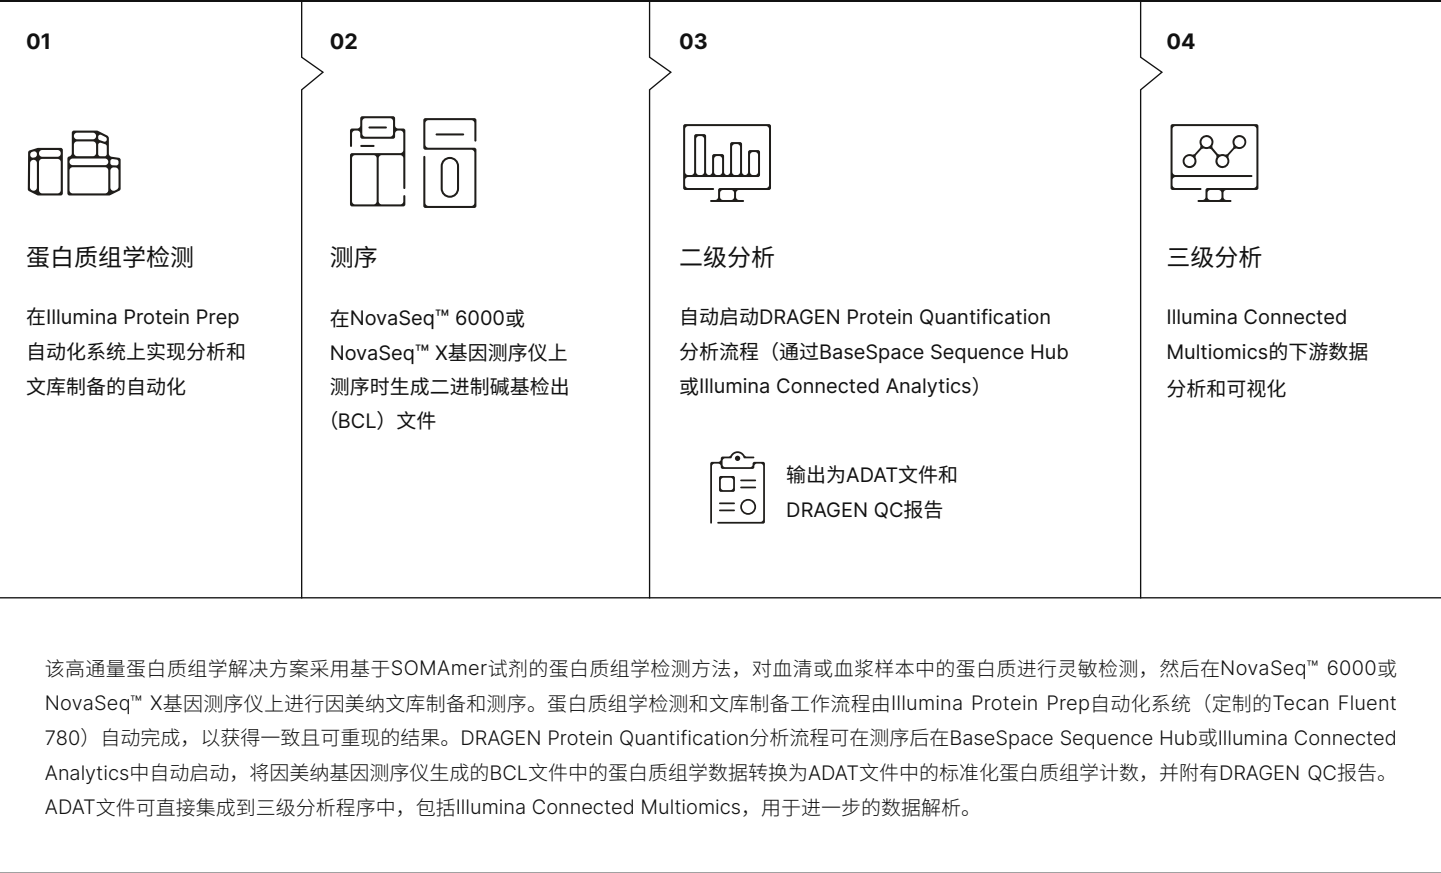 01
蛋白质组学检测
在Illumina Protein Prep
自动化系统上实现分析和
文库制备的自动化
02
测序
在NovaSeq™ 6000或
NovaSeq™ X基因测序仪上
测序时生成二进制碱基检出
（BCL）文件
03
二级分析
自动启动DRAGEN Protein Quantification
分析流程（通过BaseSpace Sequence Hub
或Illumina Connected Analytics）
输出为ADAT文件和
DRAGEN QC报告
04
三级分析
Illumina Connected
Multiomics的下游数据
分析和可视化
该高通量蛋白质组学解决方案采用基于SOMAmer试剂的蛋白质组学检测方法，对血清或血浆样本中的蛋白质进行灵敏检测，然后在NovaSeq™ 6000或
NovaSeq™ X基因测序仪上进行因美纳文库制备和测序。蛋白质组学检测和文库制备工作流程由Illumina Protein Prep自动化系统（定制的Tecan Fluent
780）自动完成，以获得一致且可重现的结果。DRAGEN Protein Quantification分析流程可在测序后在BaseSpace Sequence Hub或Illumina Connected
Analytics中自动启动，将因美纳基因测序仪生成的BCL文件中的蛋白质组学数据转换为ADAT文件中的标准化蛋白质组学计数，并附有DRAGEN QC报告。
ADAT文件可直接集成到三级分析程序中，包括Illumina Connected Multiomics，用于进一步的数据解析。